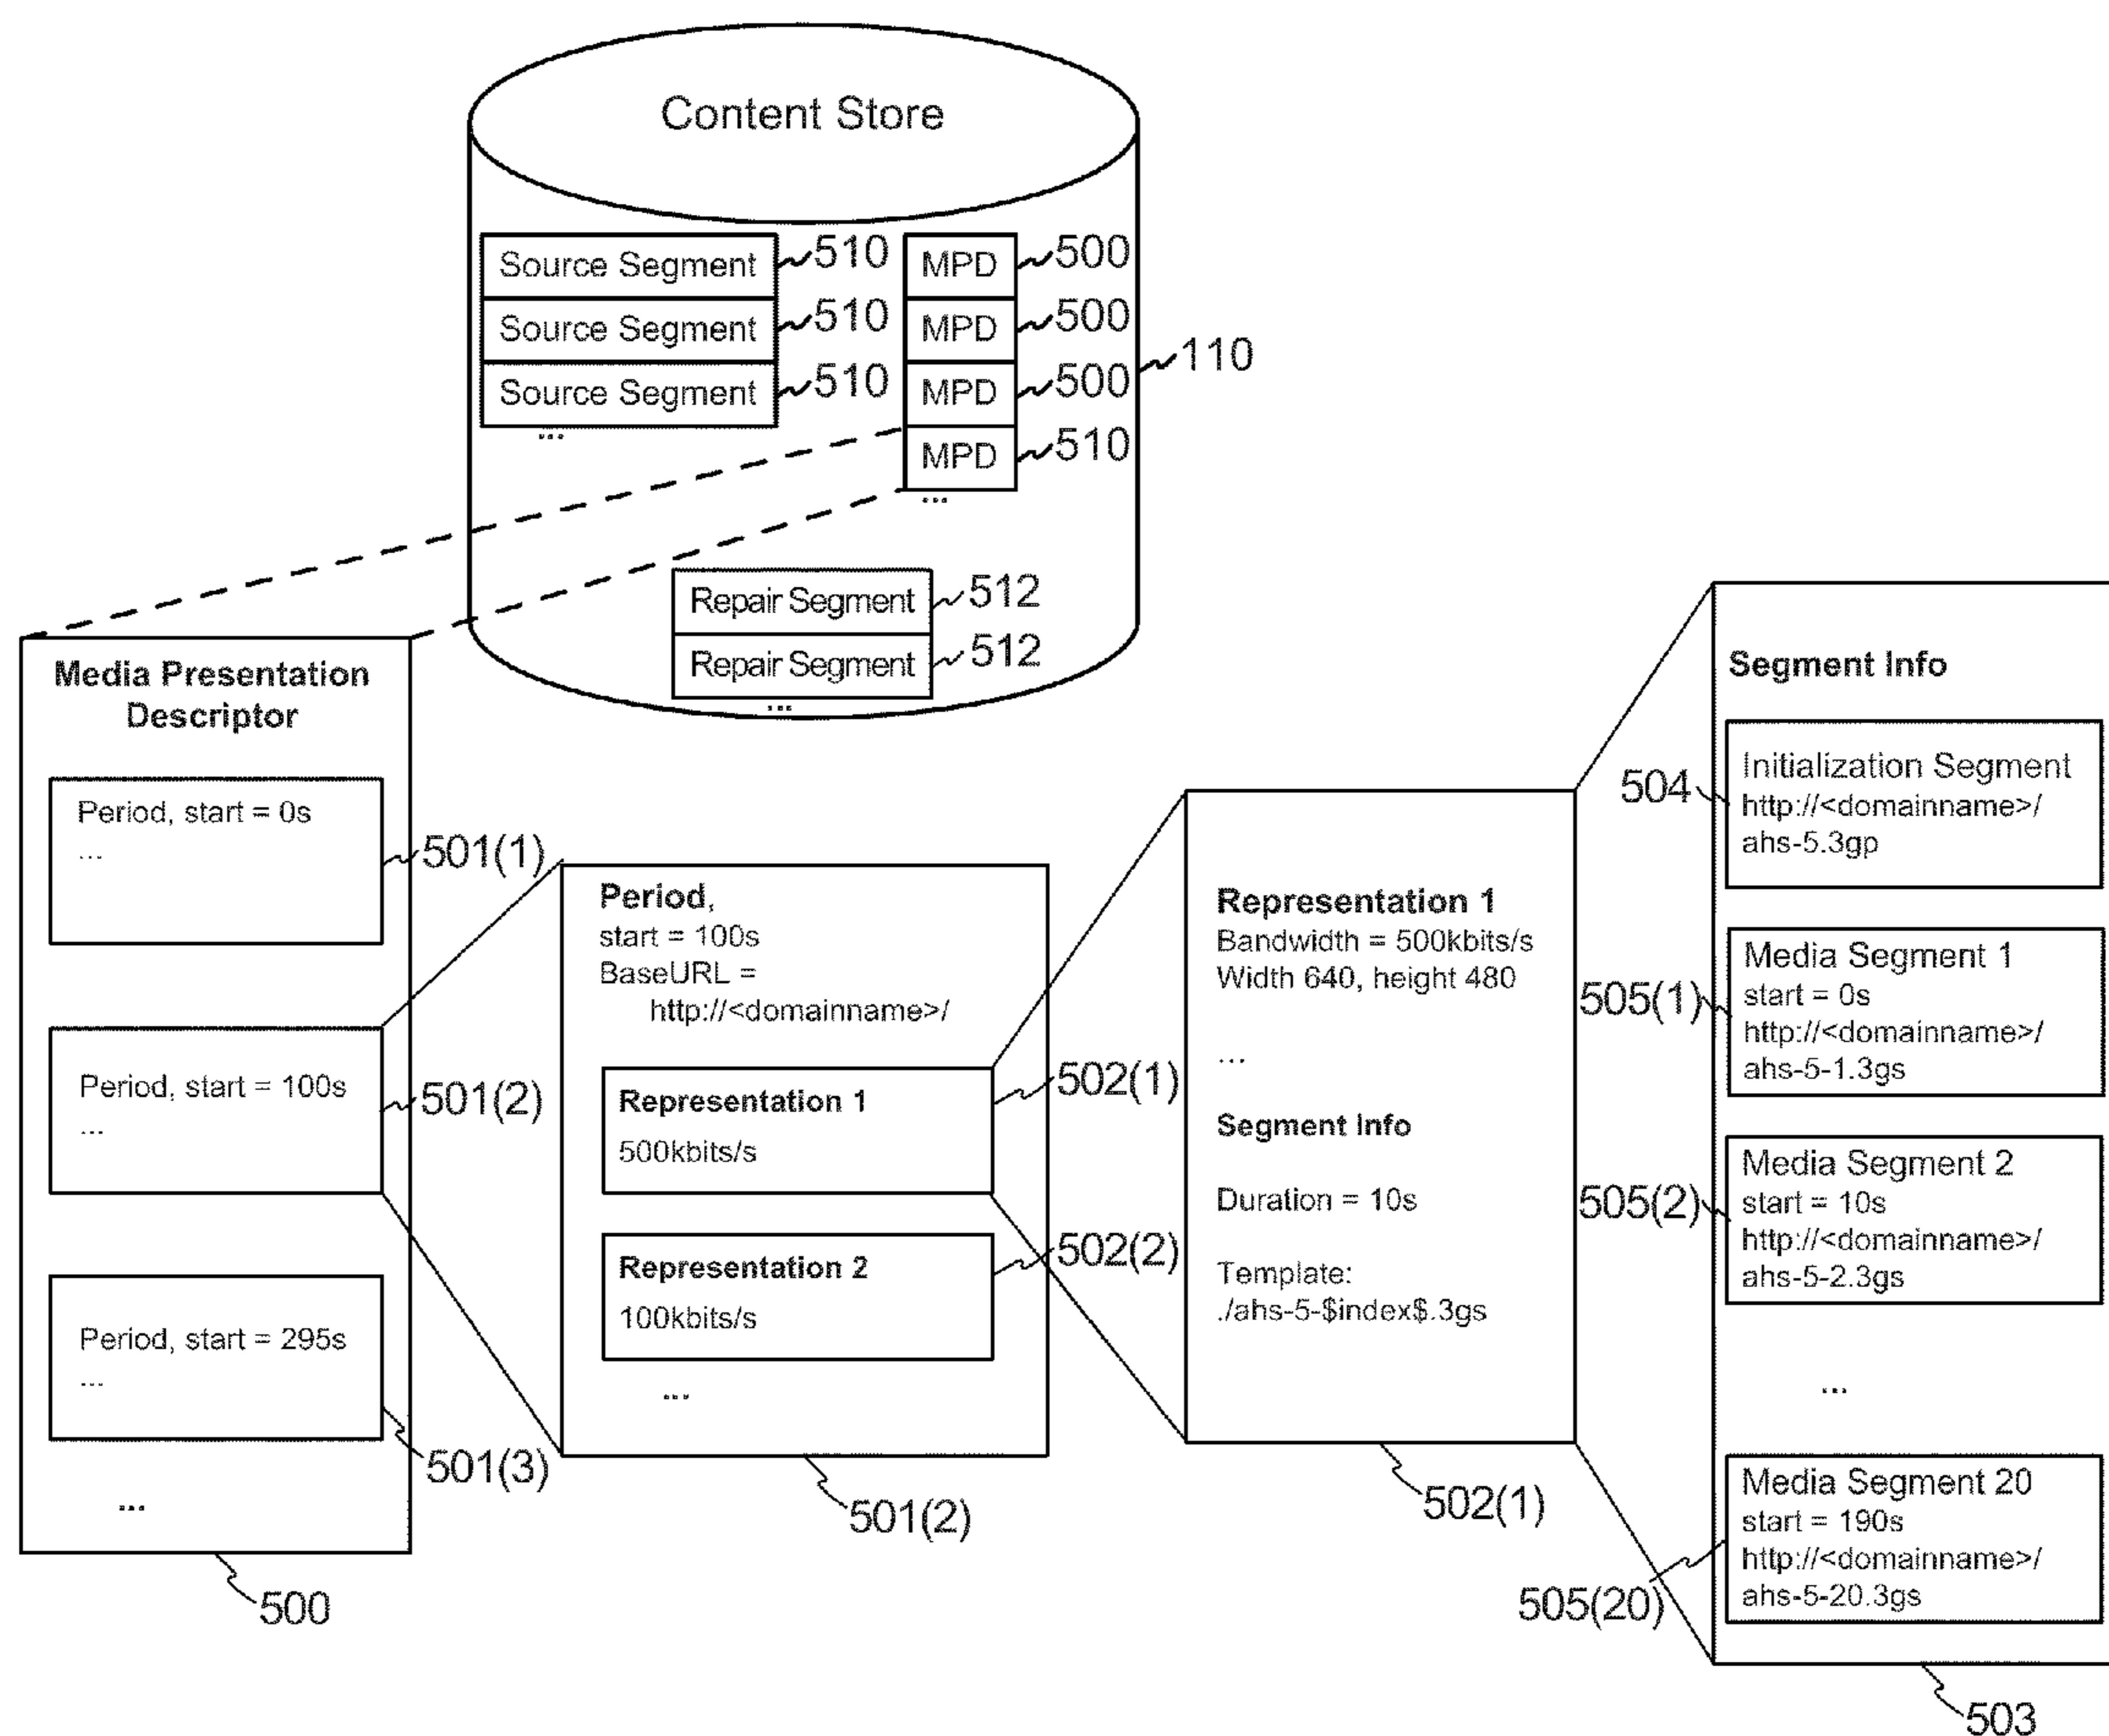 Content Store
Source Segment 510
Source Segment 510
Source Segment 510
...
MPD 500
MPD 500
MPD 500
MPD 510
...
110
Repair Segment 512
Repair Segment 512
...
Media Presentation
Descriptor
Period, start = 0s
...
501(1)
Period, start = 100s
...
501(2)
Period, start = 295s
...
501(3)
...
500
Period,
start = 100s
BaseURL =
http://<domainname>/
Representation 1
500kbits/s
502(1)
Representation 2
100kbits/s
502(2)
...
501(2)
Representation 1
Bandwidth = 500kbits/s
Width 640, height 480
...
Segment Info
Duration = 10s
Template:
./ahs-5-$index$.3gs
502(1)
Segment Info
504
Initialization Segment
http://<domainname>/
ahs-5.3gp
505(1)
Media Segment 1
start = 0s
http://<domainname>/
ahs-5-1.3gs
505(2)
Media Segment 2
start = 10s
http://<domainname>/
ahs-5-2.3gs
...
505(20)
Media Segment 20
start = 190s
http://<domainname>/
ahs-5-20.3gs
503